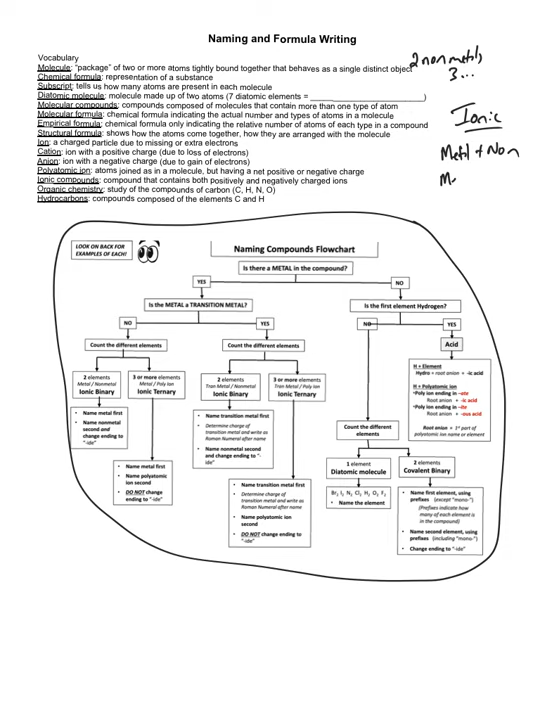 Naming and Formula Writing
Vocabulary
Molecule: "package" of two or more atoms tightly bound together that behaves as a single distinct object
Chemical formula: representation of a substance
Subscript: tells us how many atoms are present in each molecule
Diatomic molecule: molecule made up of two atoms (7 diatomic elements = ____________________)
Molecular compounds: compounds composed of molecules that contain more than one type of atom
Molecular formula: chemical formula indicating the actual number and types of atoms in a molecule
Empirical formula: chemical formula only indicating the relative number of atoms of each type in a compound
Structural formula: shows how the atoms come together, how they are arranged with the molecule
Ion: a charged particle due to missing or extra electrons
Cation: ion with a positive charge (due to loss of electrons)
Anion: ion with a negative charge (due to gain of electrons)
Polyatomic ion: atoms joined as in a molecule, but having a net positive or negative charge
Ionic compounds: compound that contains both positively and negatively charged ions
Organic chemistry: study of the compounds of carbon (C, H, N, O)
Hydrocarbons: compounds composed of the elements C and H
2 nonmetals
3...
Ionic
Metal + Non
M
LOOK ON BACK FOR
EXAMPLES OF EACH!
Naming Compounds Flowchart
Is there a METAL in the compound?
YES
NO
Is the METAL a TRANSITION METAL?
Is the first element Hydrogen?
NO
YES
NO
YES
Count the different elements
Count the different elements
Acid
2 elements
Metal / Nonmetal
Ionic Binary
3 or more elements
Metal / Poly Ion
Ionic Ternary
2 elements
Tran Metal / Nonmetal
Ionic Binary
3 or more elements
Tran Metal / Poly Ion
Ionic Ternary
H + Element
Hydro + root anion + -ic acid
H + Polyatomic ion
•Poly ion ending in –ate
Root anion + -ic acid
•Poly ion ending in –ite
Root anion + -ous acid
Root anion = 1st part of
polyatomic ion name or element
• Name metal first
• Name nonmetal
second and
change ending to
"-ide"
• Name transition metal first
• Determine charge of
transition metal and write as
Roman Numeral after name
• Name nonmetal second
and change ending to "-
ide"
Count the different
elements
• Name metal first
• Name polyatomic
ion second
• DO NOT change
ending to "-ide"
• Name transition metal first
• Determine charge of
transition metal and write as
Roman Numeral after name
• Name polyatomic ion
second
• DO NOT change ending to
"-ide"
1 element
Diatomic molecule
2 elements
Covalent Binary
Br2 I2 N2 Cl2 H2 O2 F2
• Name the element
• Name first element, using
prefixes (except "mono-")
(Prefixes indicate how
many of each element is
in the compound)
• Name second element, using
prefixes (including "mono-")
• Change ending to "-ide"